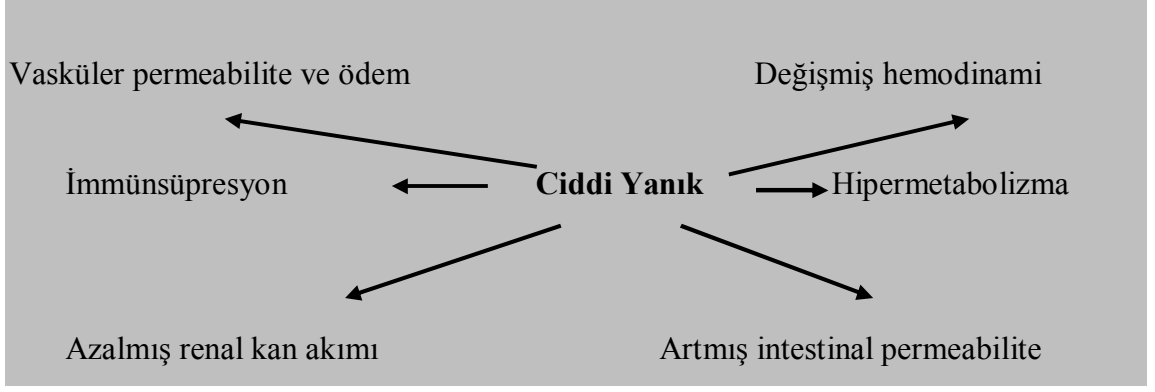 Vasküler permeabilite ve ödem
Değişmiş hemodinami
İmmünsüpresyon
Ciddi Yanık
Hipermetabolizma
Azalmış renal kan akımı
Artmış intestinal permeabilite